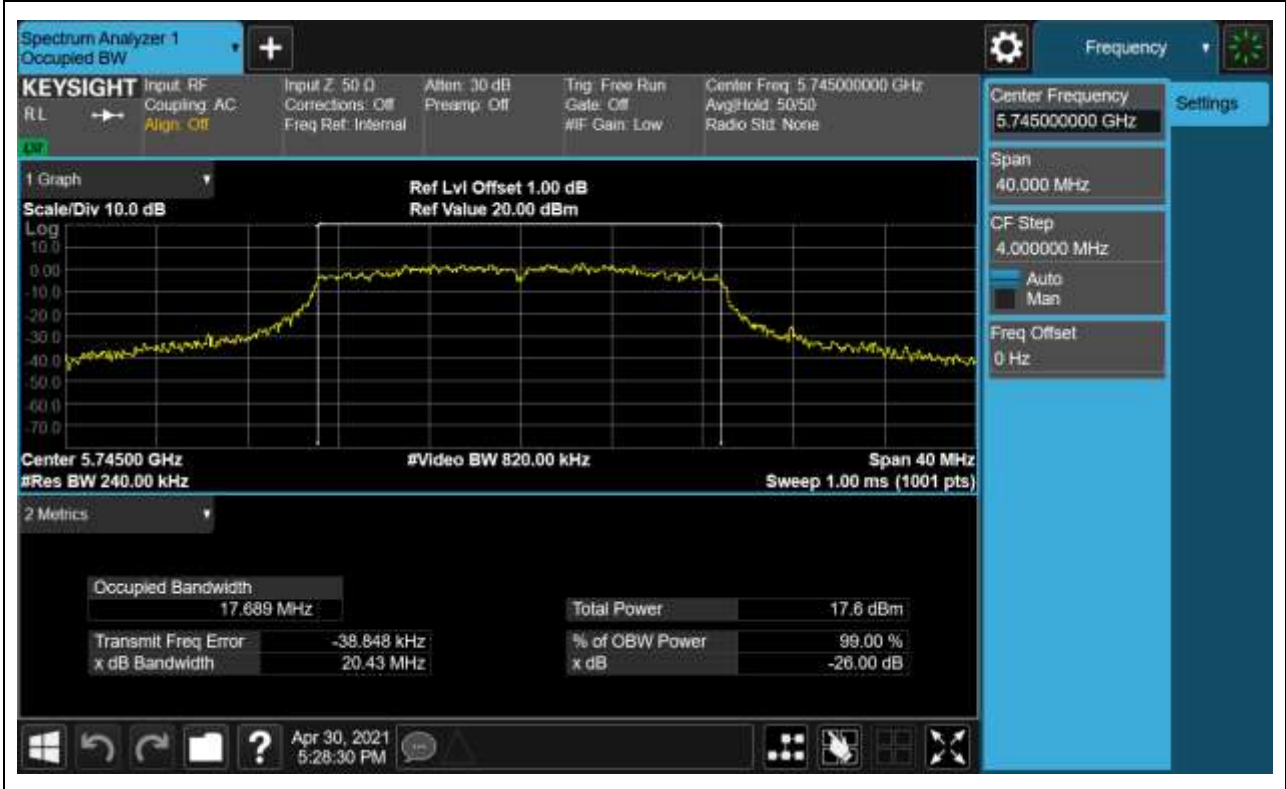 Spectrum Analyzer 1
Occupied BW
Frequency
KEYSIGHT
RL
LXI
Input: RF
Coupling: AC
Align: Off
Input Z: 50 Ω
Corrections: Off
Freq Ref: Internal
Atten: 30 dB
Preamp: Off
Trig: Free Run
Gate: Off
#IF Gain: Low
Center Freq: 5.745000000 GHz
Avg|Hold: 50/50
Radio Std: None
Center Frequency
5.745000000 GHz
Settings
Span
40.000 MHz
CF Step
4.000000 MHz
Auto
Man
Freq Offset
0 Hz
1 Graph
Scale/Div 10.0 dB
Ref Lvl Offset 1.00 dB
Ref Value 20.00 dBm
Log
10.0
0.00
-10.0
-20.0
-30.0
-40.0
-50.0
-60.0
-70.0
Center 5.74500 GHz
#Res BW 240.00 kHz
#Video BW 820.00 kHz
Span 40 MHz
Sweep 1.00 ms (1001 pts)
2 Metrics
Occupied Bandwidth
17.689 MHz
Transmit Freq Error -38.848 kHz
x dB Bandwidth 20.43 MHz
Total Power 17.6 dBm
% of OBW Power 99.00 %
x dB -26.00 dB
?
Apr 30, 2021
5:28:30 PM